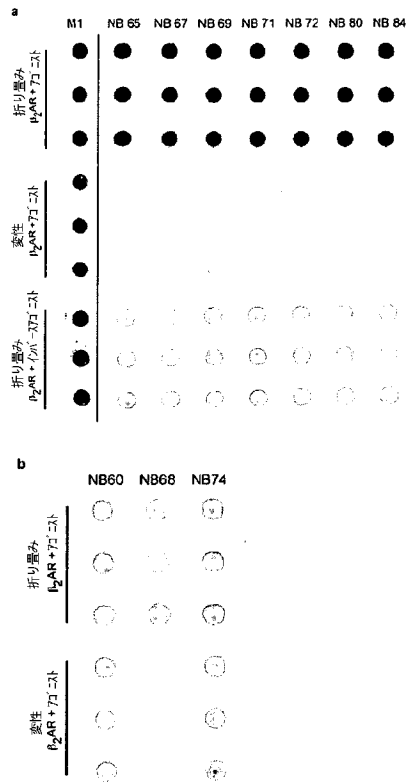 a
M1 NB 65 NB 67 NB 69 NB 71 NB 72 NB 80 NB 84
折り畳み
β₂AR + アゴニスト
変性
β₂AR + アゴニスト
折り畳み
β₂AR + インバースアゴニスト
b
NB60 NB68 NB74
折り畳み
β₂AR + アゴニスト
変性
β₂AR + アゴニスト